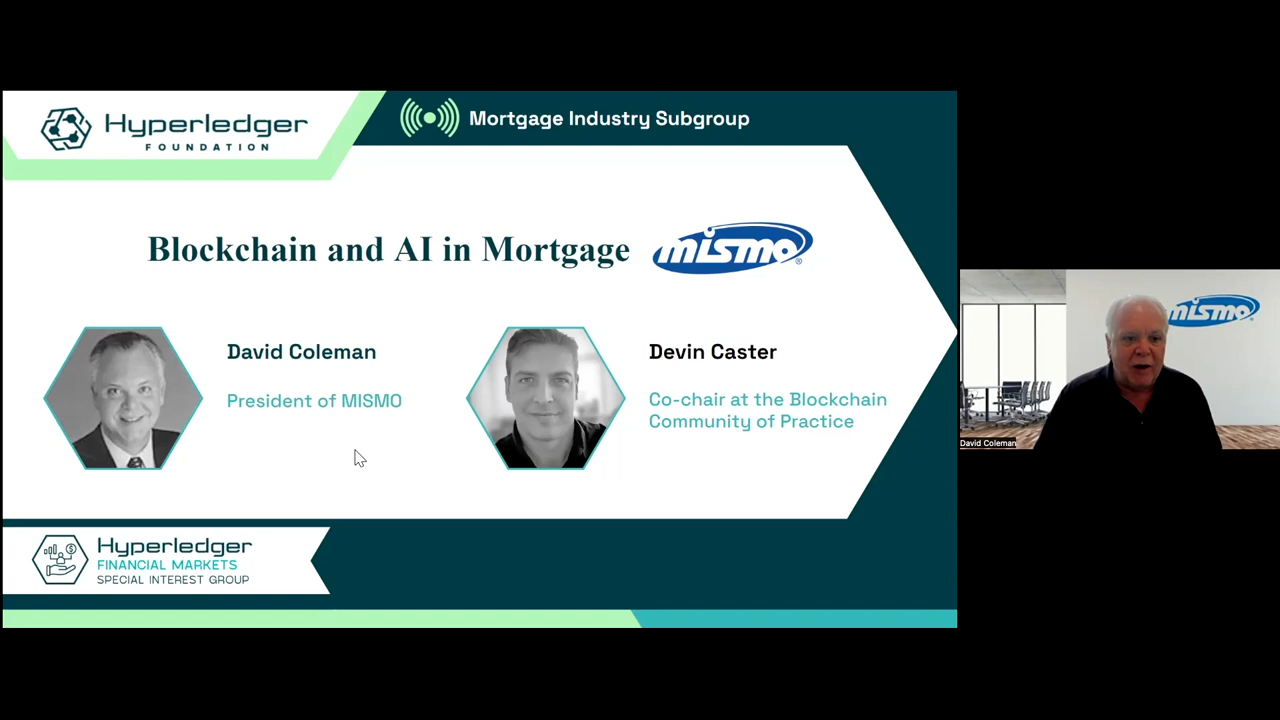 Hyperledger
FOUNDATION
Mortgage Industry Subgroup
Blockchain and AI in Mortgage
mismo®
David Coleman
President of MISMO
Devin Caster
Co-chair at the Blockchain
Community of Practice
mismo
David Coleman
Hyperledger
FINANCIAL MARKETS
SPECIAL INTEREST GROUP